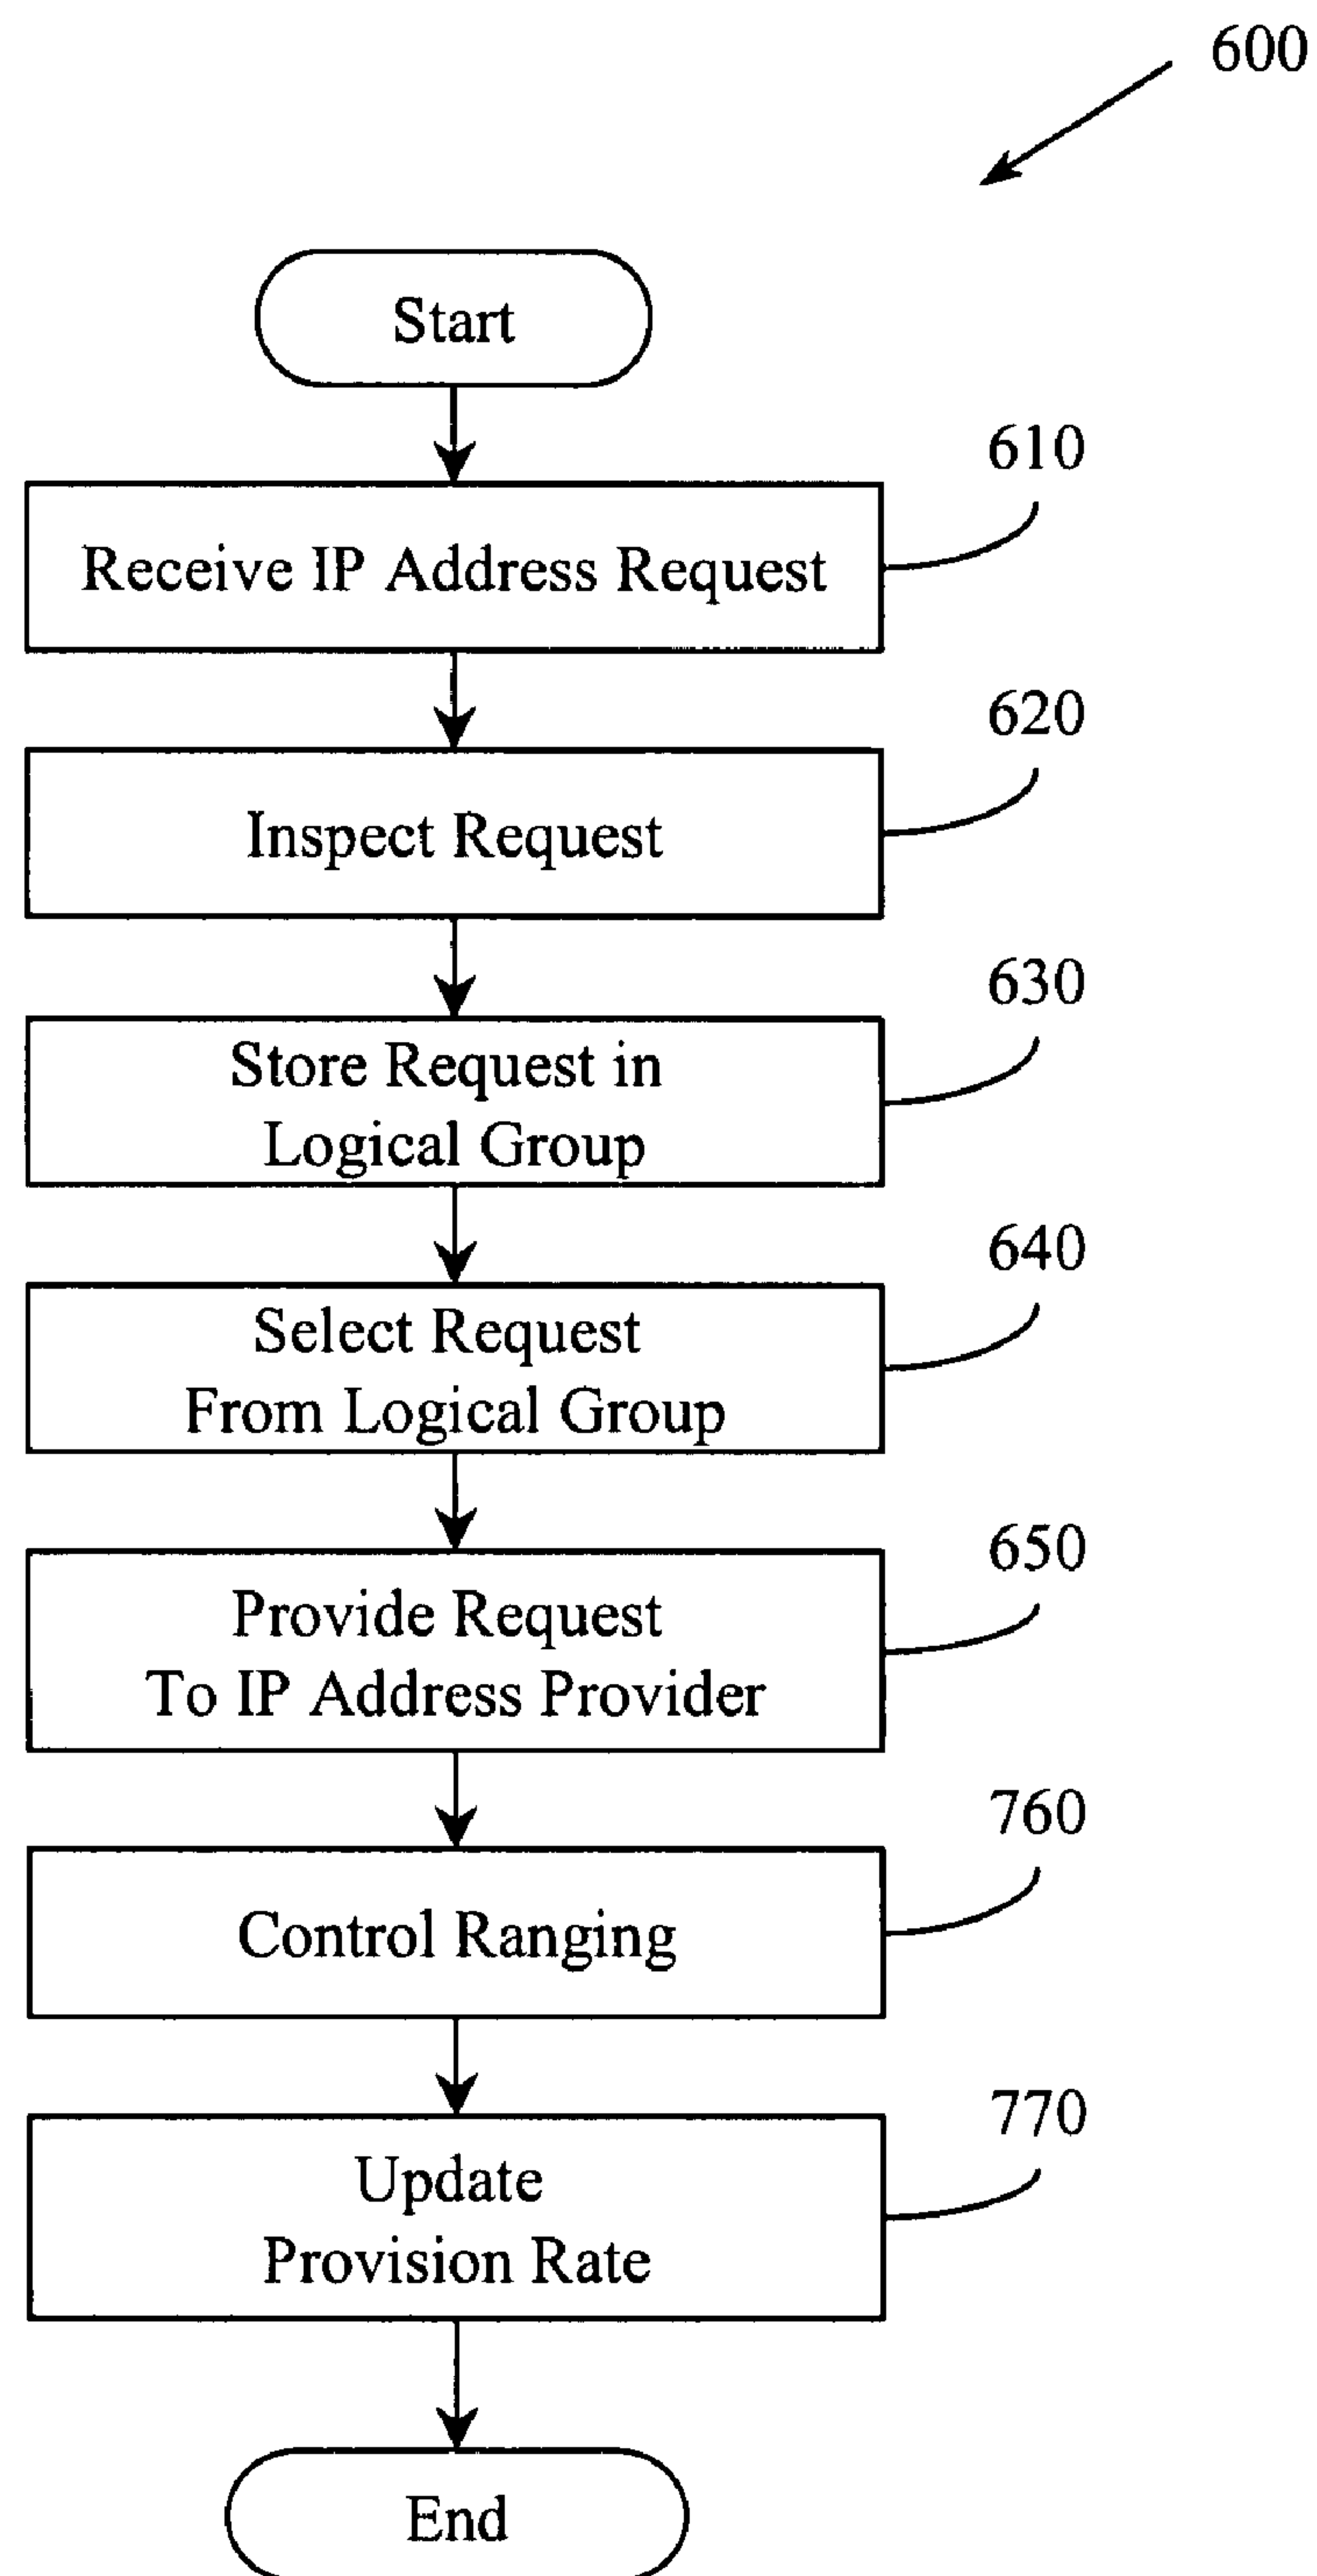 600
Start
610
Receive IP Address Request
620
Inspect Request
630
Store Request in
Logical Group
640
Select Request
From Logical Group
650
Provide Request
To IP Address Provider
760
Control Ranging
770
Update
Provision Rate
End